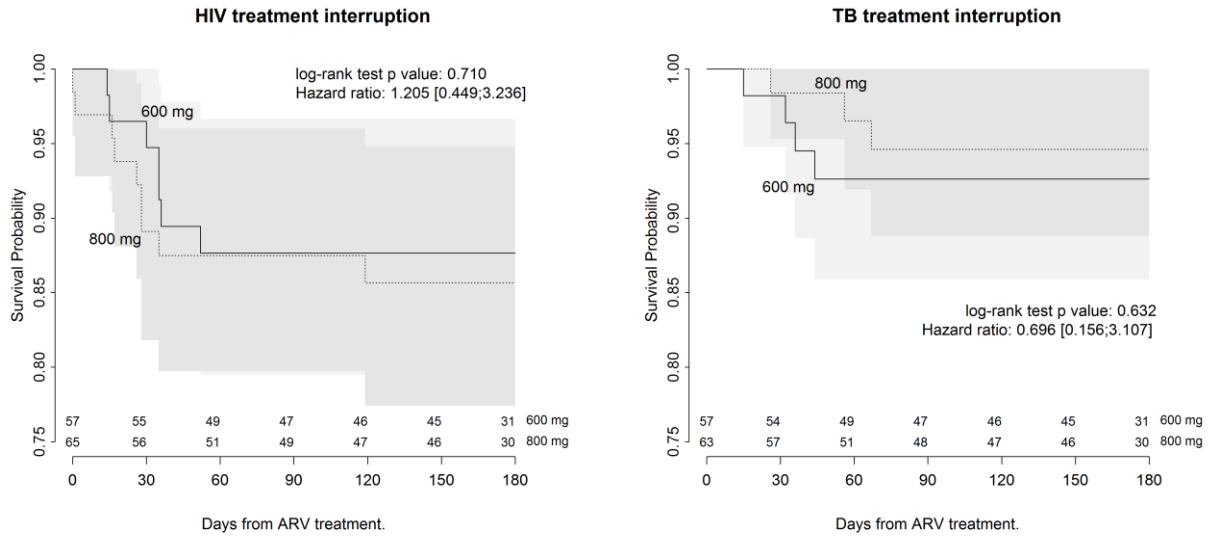 HIV treatment interruption
log-rank test p value: 0.710
Hazard ratio: 1.205 [0.449;3.236]
600 mg
800 mg
Survival Probability
1.00
0.95
0.90
0.85
0.80
0.75
57 55 49 47 46 45 31 600 mg
65 56 51 49 47 46 30 800 mg
0 30 60 90 120 150 180
Days from ARV treatment.
TB treatment interruption
800 mg
600 mg
log-rank test p value: 0.632
Hazard ratio: 0.696 [0.156;3.107]
Survival Probability
1.00
0.95
0.90
0.85
0.80
0.75
57 54 49 47 46 45 31 600 mg
63 57 51 48 47 46 30 800 mg
0 30 60 90 120 150 180
Days from ARV treatment.